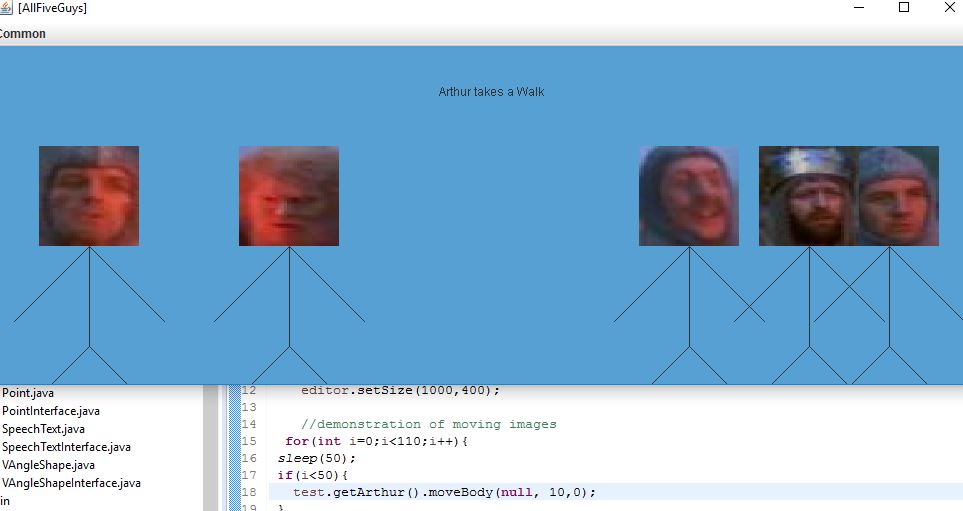 [AllFiveGuys]
Common
Arthur takes a Walk
Point.java
PointInterface.java
SpeechText.java
SpeechTextInterface.java
VAngleShape.java
VAngleShapeInterface.java
in
12 editor.setSize(1000,400);
13
14 //demonstration of moving images
15 for(int i=0;i<110;i++){
16 sleep(50);
17 if(i<50){
18 test.getArthur().moveBody(null, 10,0);
19 }